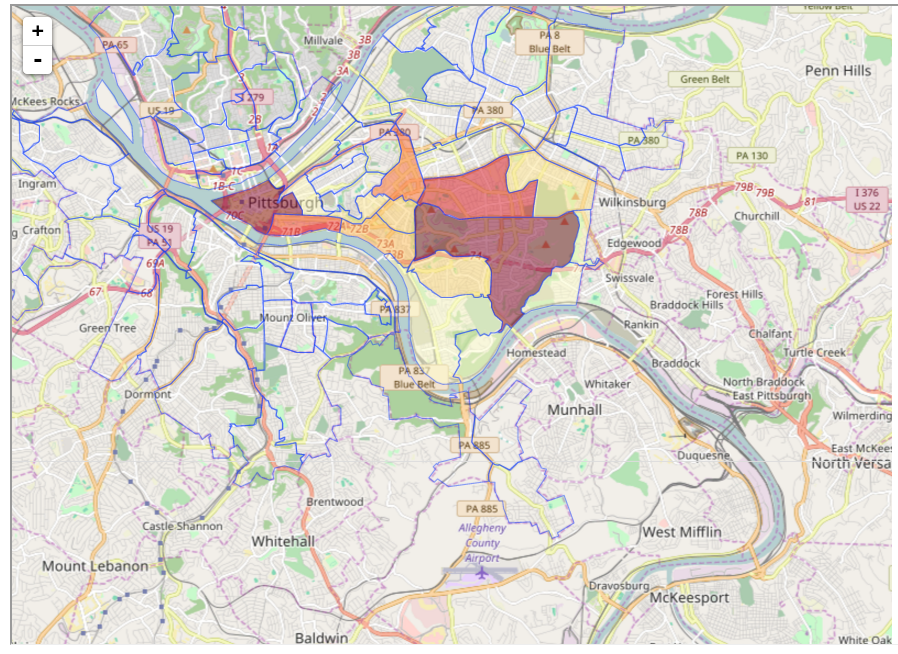 +
-
PA 65
Millvale
3B
3B
3A
PA 8
Blue Belt
Yellow Belt
Penn Hills
Green Belt
McKees Rocks
US 19
I 279
2B
PA 380
PA 380
PA 380
PA 130
1C
1B-C
Ingram
Pittsburgh
70C
71B
72B
73A
Wilkinsburg
79B
79B
81
I 376
US 22
78B
Churchill
78B
Crafton
US 19
PA 51
69A
Edgewood
Swissvale
67
68
Forest Hills
Braddock Hills
PA 837
Mount Oliver
Green Tree
Rankin
Chalfant
Turtle Creek
Homestead
Braddock
PA 837
Blue Belt
Whitaker
North Braddock
East Pittsburgh
Dormont
Munhall
Wilmerding
PA 885
Duquesne
East McKees
North Versa
Brentwood
PA 885
Castle Shannon
Allegheny
County
Airport
Whitehall
West Mifflin
Mount Lebanon
Dravosburg
McKeesport
Baldwin
White Oak